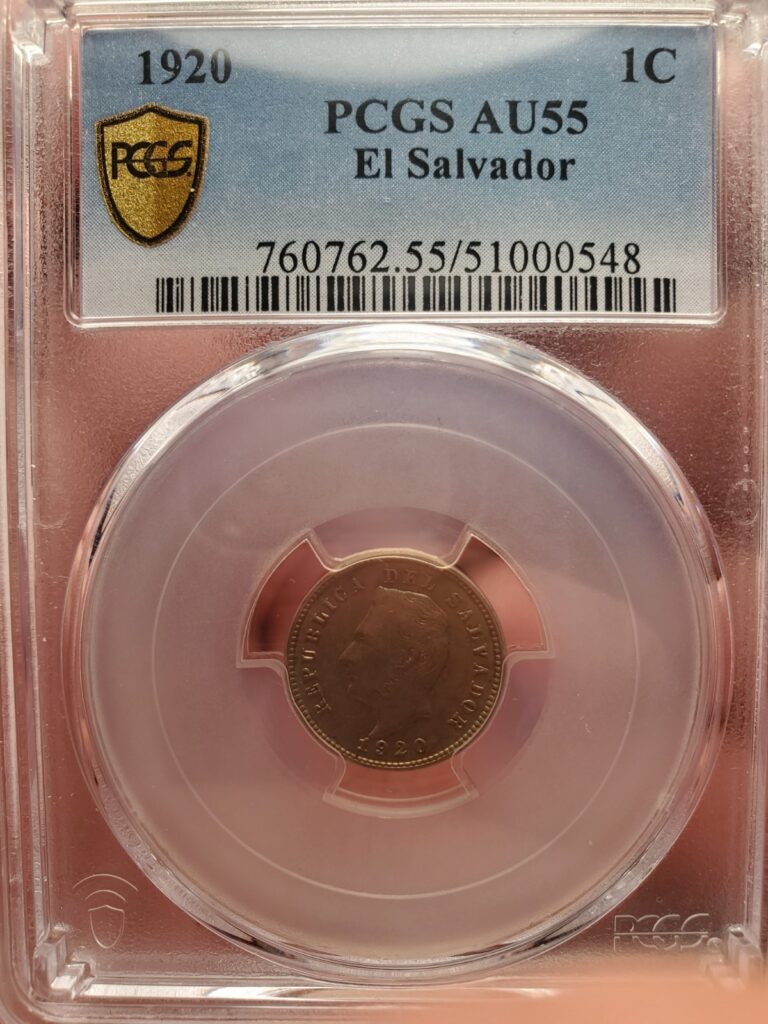 1920 1C
PCGS AU55
El Salvador
PCGS
760762.55/51000548
REPUBLICA DEL SALVADOR
1920
PCGS